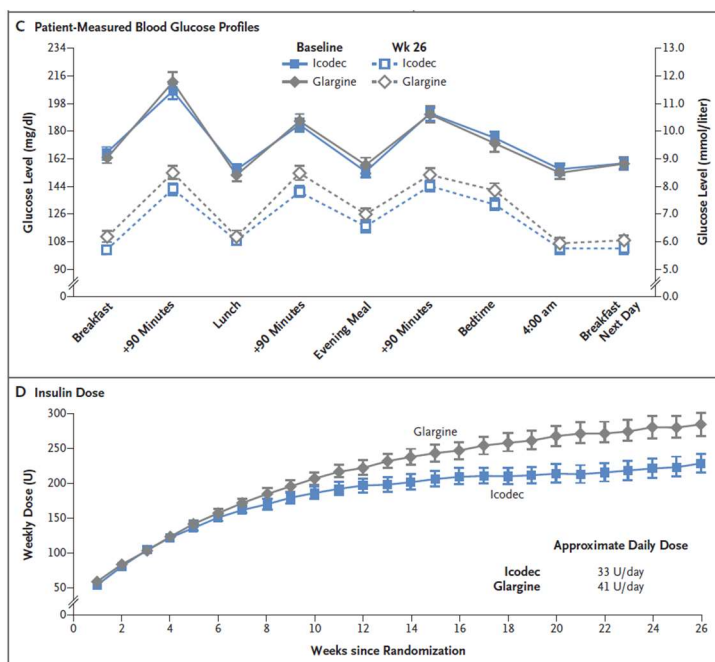 C Patient-Measured Blood Glucose Profiles
Baseline Wk 26
Icodec Icodec
Glargine Glargine
Glucose Level (mg/dl)
234
216
198
180
162
144
126
108
90
0
13.0
12.0
11.0
10.0
9.0
8.0
7.0
6.0
5.0
0.0
Glucose Level (mmol/liter)
Breakfast
+90 Minutes
Lunch
+90 Minutes
Evening Meal
+90 Minutes
Bedtime
4:00 am
Breakfast
Next Day
D Insulin Dose
Weekly Dose (U)
300
250
200
150
100
50
0
Glargine
Icodec
Approximate Daily Dose
Icodec 33 U/day
Glargine 41 U/day
0 2 4 6 8 10 12 14 16 18 20 22 24 26
Weeks since Randomization